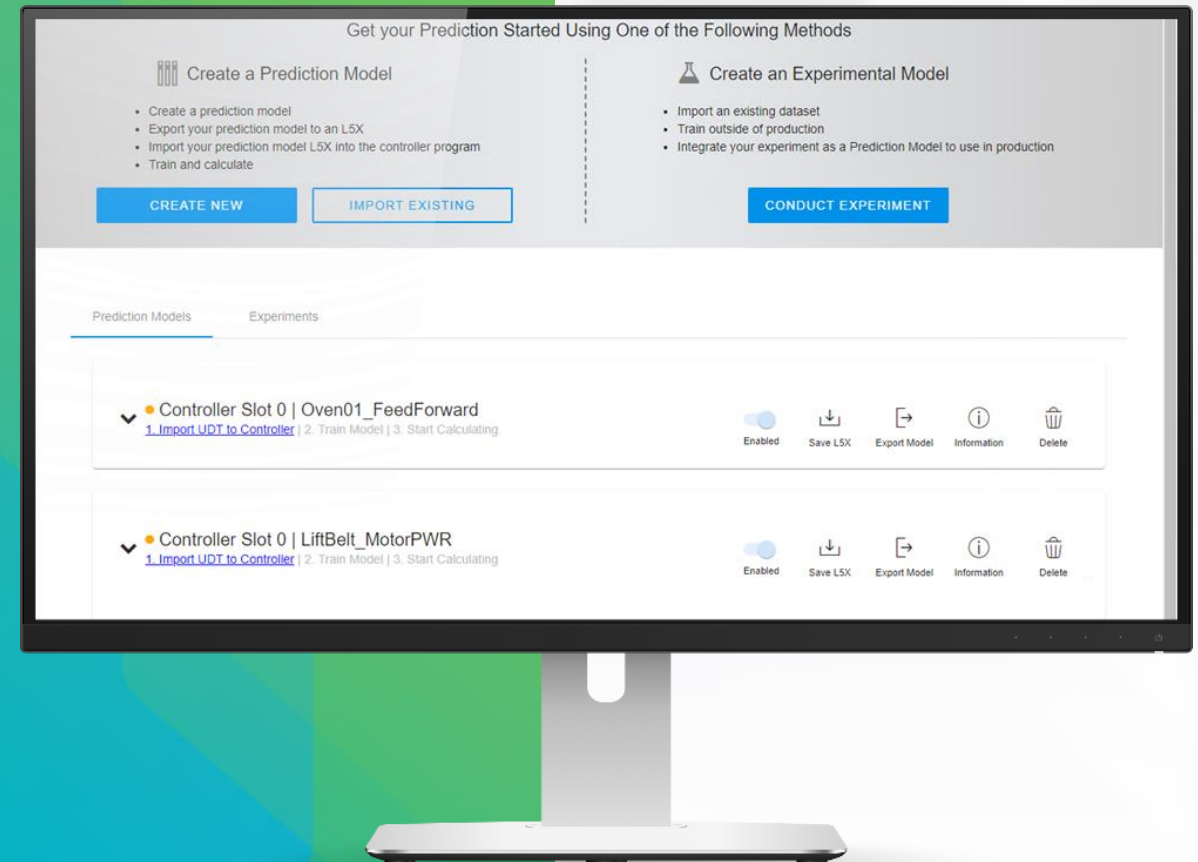 Get your Prediction Started Using One of the Following Methods
Create a Prediction Model
• Create a prediction model
• Export your prediction model to an L5X
• Import your prediction model L5X into the controller program
• Train and calculate
CREATE NEW
IMPORT EXISTING
Create an Experimental Model
• Import an existing dataset
• Train outside of production
• Integrate your experiment as a Prediction Model to use in production
CONDUCT EXPERIMENT
Prediction Models
Experiments
Controller Slot 0 | Oven01_FeedForward
1. Import UDT to Controller | 2. Train Model | 3. Start Calculating
Enabled
Save L5X
Export Model
Information
Delete
Controller Slot 0 | LiftBelt_MotorPWR
1. Import UDT to Controller | 2. Train Model | 3. Start Calculating
Enabled
Save L5X
Export Model
Information
Delete